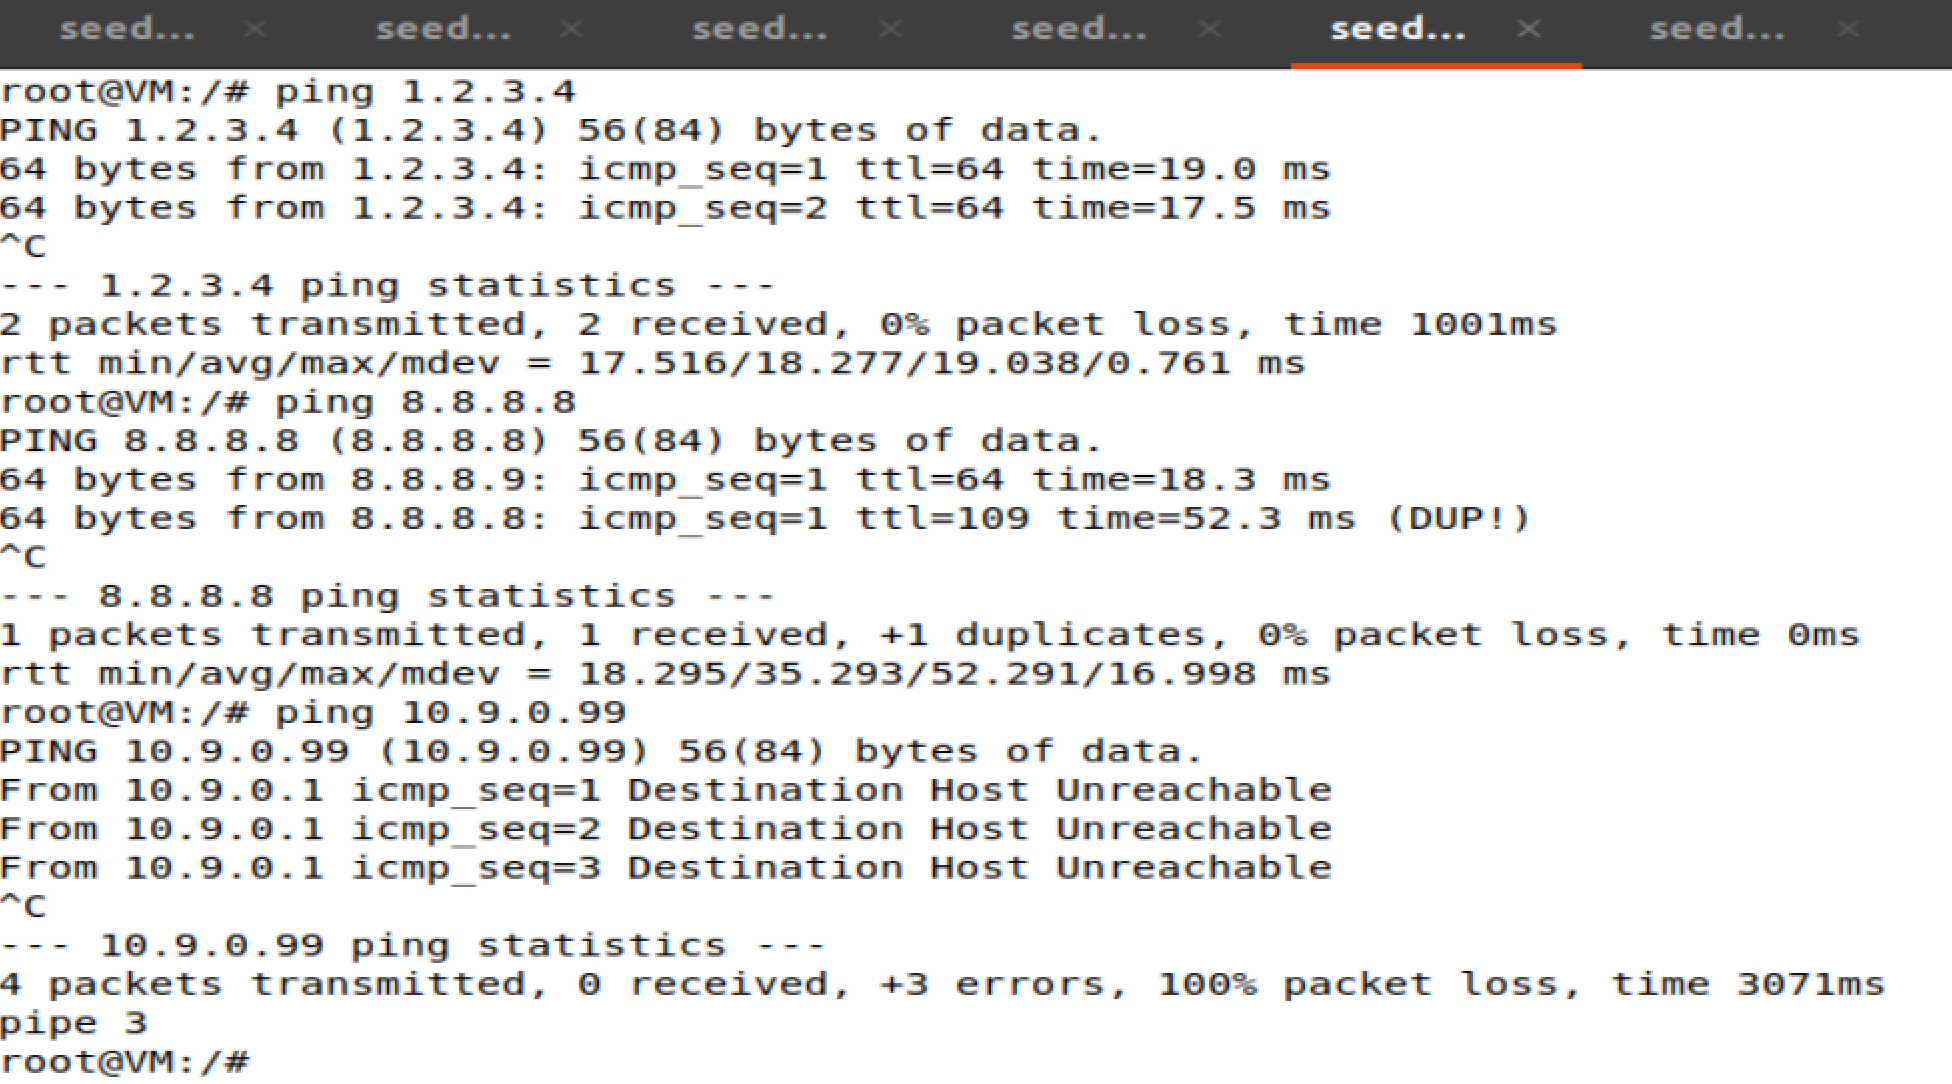 seed... × seed... × seed... × seed... × seed... × seed... ×
root@VM:/# ping 1.2.3.4
PING 1.2.3.4 (1.2.3.4) 56(84) bytes of data.
64 bytes from 1.2.3.4: icmp_seq=1 ttl=64 time=19.0 ms
64 bytes from 1.2.3.4: icmp_seq=2 ttl=64 time=17.5 ms
^C
--- 1.2.3.4 ping statistics ---
2 packets transmitted, 2 received, 0% packet loss, time 1001ms
rtt min/avg/max/mdev = 17.516/18.277/19.038/0.761 ms
root@VM:/# ping 8.8.8.8
PING 8.8.8.8 (8.8.8.8) 56(84) bytes of data.
64 bytes from 8.8.8.9: icmp_seq=1 ttl=64 time=18.3 ms
64 bytes from 8.8.8.8: icmp_seq=1 ttl=109 time=52.3 ms (DUP!)
^C
--- 8.8.8.8 ping statistics ---
1 packets transmitted, 1 received, +1 duplicates, 0% packet loss, time 0ms
rtt min/avg/max/mdev = 18.295/35.293/52.291/16.998 ms
root@VM:/# ping 10.9.0.99
PING 10.9.0.99 (10.9.0.99) 56(84) bytes of data.
From 10.9.0.1 icmp_seq=1 Destination Host Unreachable
From 10.9.0.1 icmp_seq=2 Destination Host Unreachable
From 10.9.0.1 icmp_seq=3 Destination Host Unreachable
^C
--- 10.9.0.99 ping statistics ---
4 packets transmitted, 0 received, +3 errors, 100% packet loss, time 3071ms
pipe 3
root@VM:/#